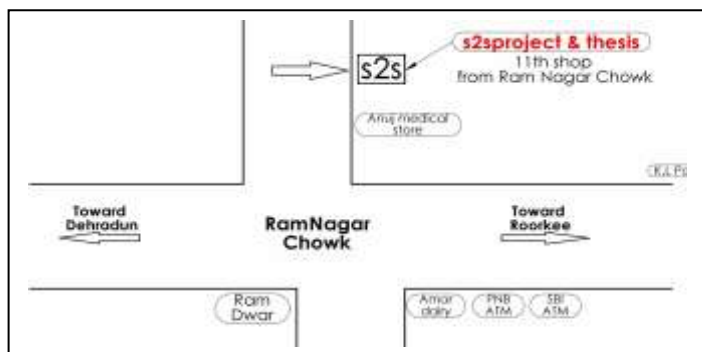 s2sproject & thesis
s2s
11th shop
from Ram Nagar Chowk
Anuj medical
store
Toward
Dehradun
RamNagar
Chowk
Toward
Roorkee
Ram
Dwar
Amar
dairy
PNB
ATM
SBI
ATM